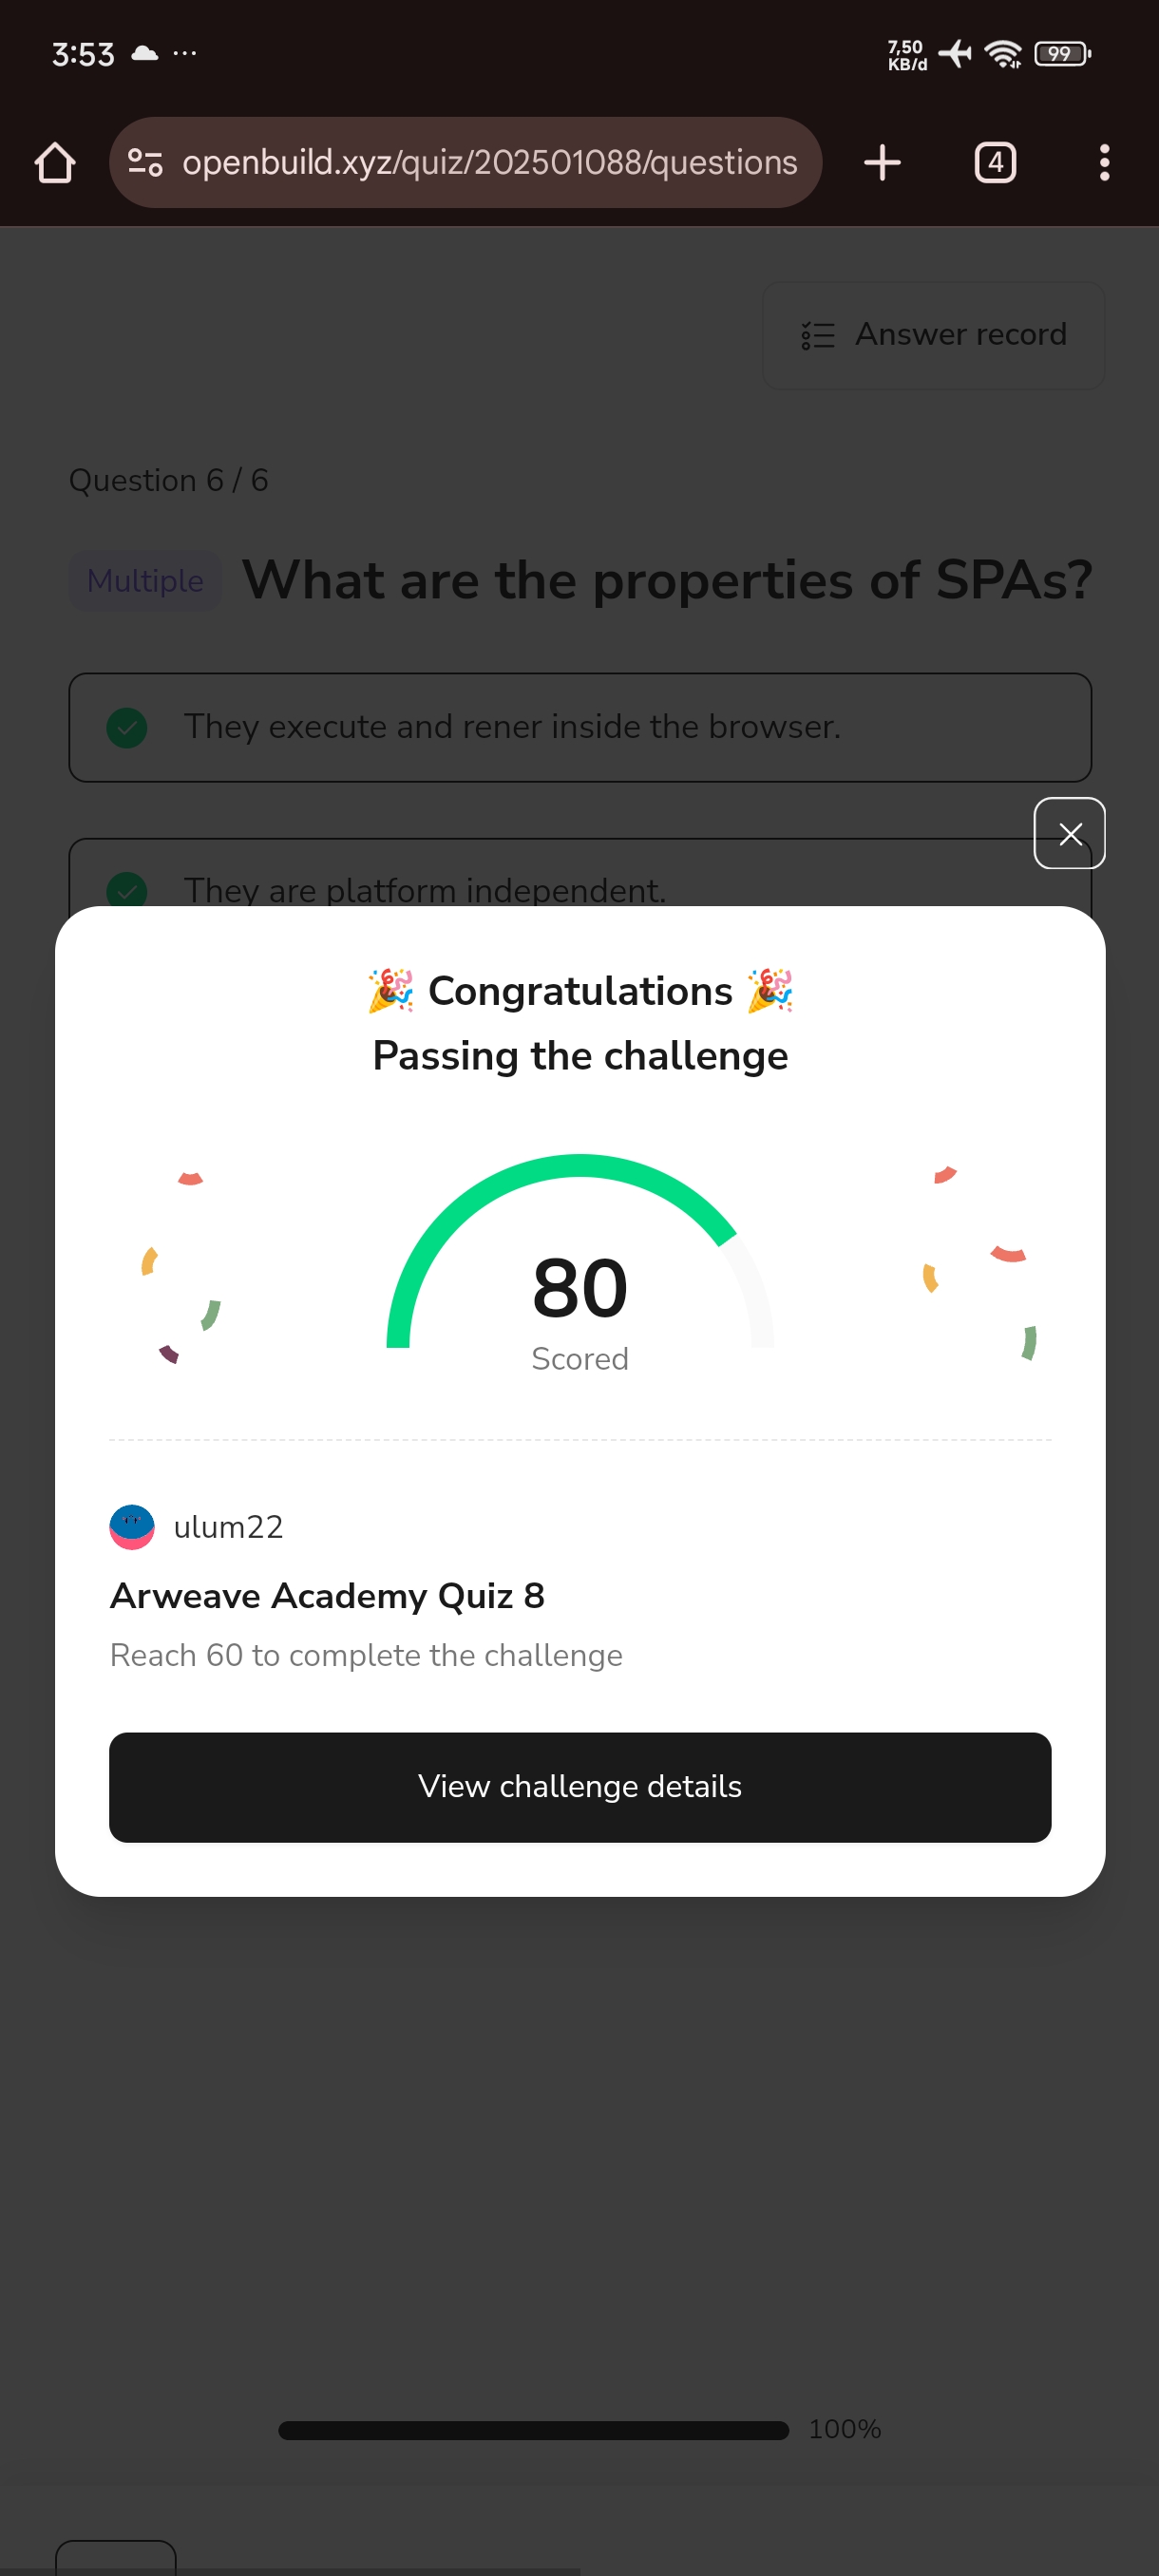 3:53
7,50
KB/d
99
openbuild.xyz/quiz/202501088/questions
4
Answer record
Question 6 / 6
Multiple What are the properties of SPAs?
They execute and rener inside the browser.
They are platform independent.
🎉 Congratulations 🎉
Passing the challenge
80
Scored
ulum22
Arweave Academy Quiz 8
Reach 60 to complete the challenge
View challenge details
100%